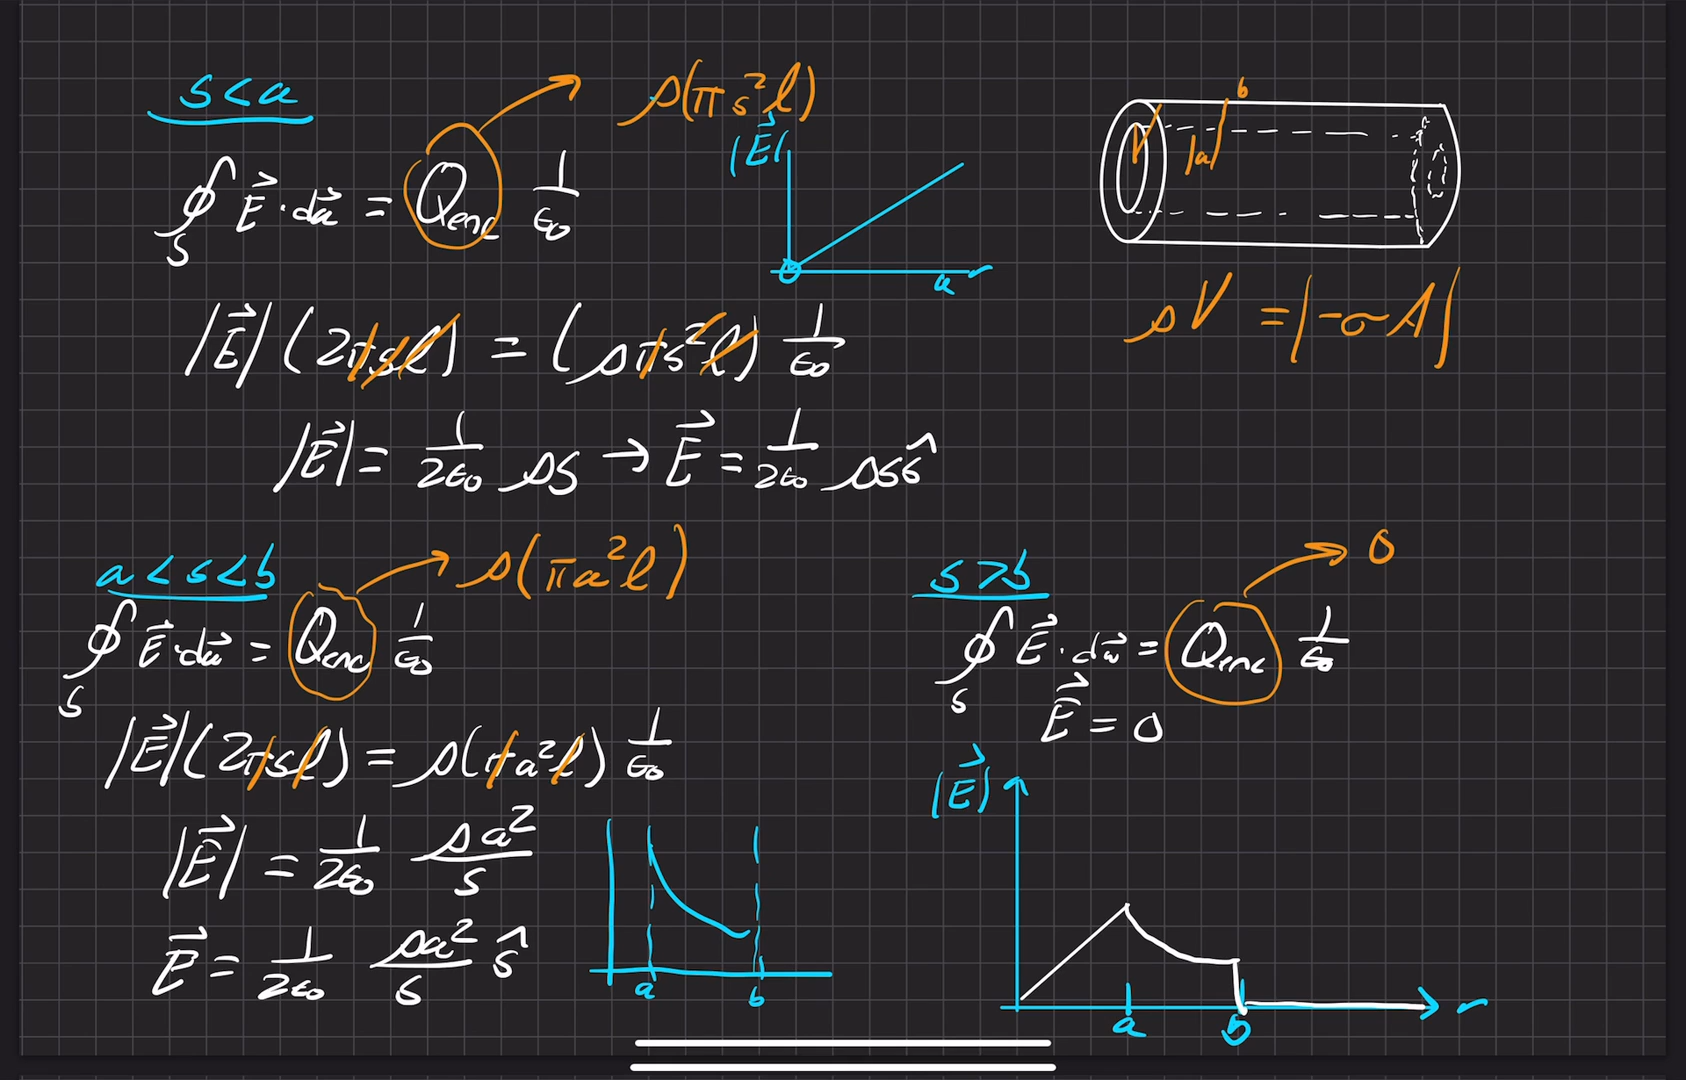 s < a
ρ(πs²l)
∮_S E⃗ · da⃗ = Q_enc 1/ε₀
|E⃗|
a
r
b
|a|
ρV = |-σA|
|E⃗| (2πsl) = (ρπs²l) 1/ε₀
|E⃗| = 1/2ε₀ ρs → E⃗ = 1/2ε₀ ρs ŝ
a < s < b
ρ(πa²l)
∮_S E⃗ · da⃗ = Q_enc 1/ε₀
|E⃗| (2πsl) = ρ(πa²l) 1/ε₀
|E⃗| = 1/2ε₀ ρa²/s
E⃗ = 1/2ε₀ ρa²/s ŝ
a
b
s > b
0
∮_S E⃗ · da⃗ = Q_enc 1/ε₀
E⃗ = 0
|E⃗|
a
b
r